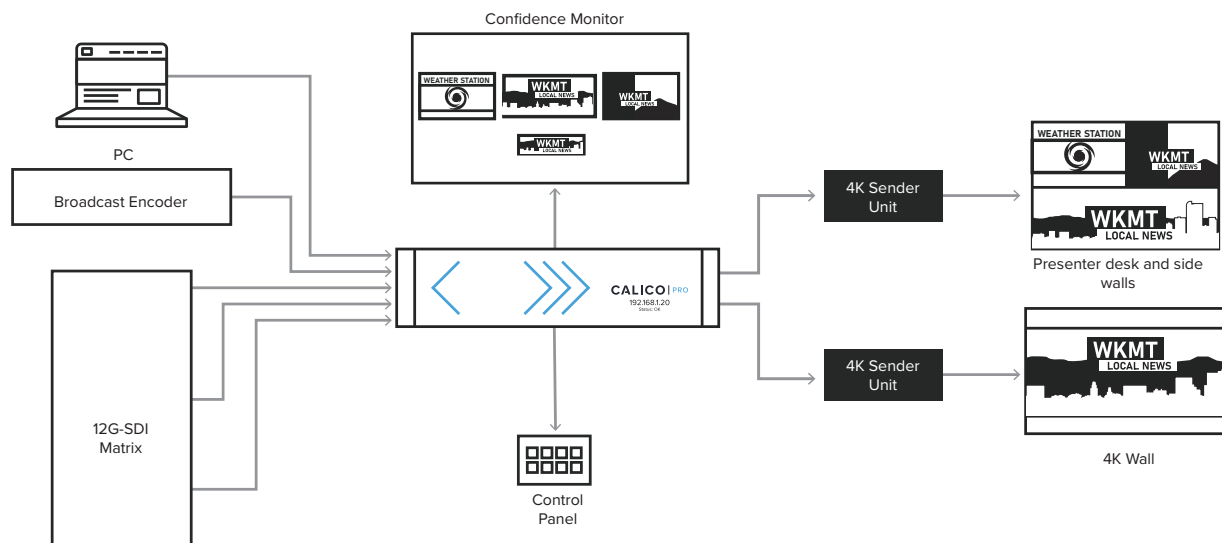 Confidence Monitor
WEATHER STATION
WKMT
LOCAL NEWS
WKMT
LOCAL NEWS
WKMT
LOCAL NEWS
PC
Broadcast Encoder
12G-SDI
Matrix
CALICO|PRO
192.168.1.20
Status: OK
Control
Panel
4K Sender
Unit
4K Sender
Unit
WEATHER STATION
WKMT
LOCAL NEWS
WKMT
LOCAL NEWS
Presenter desk and side
walls
WKMT
LOCAL NEWS
4K Wall